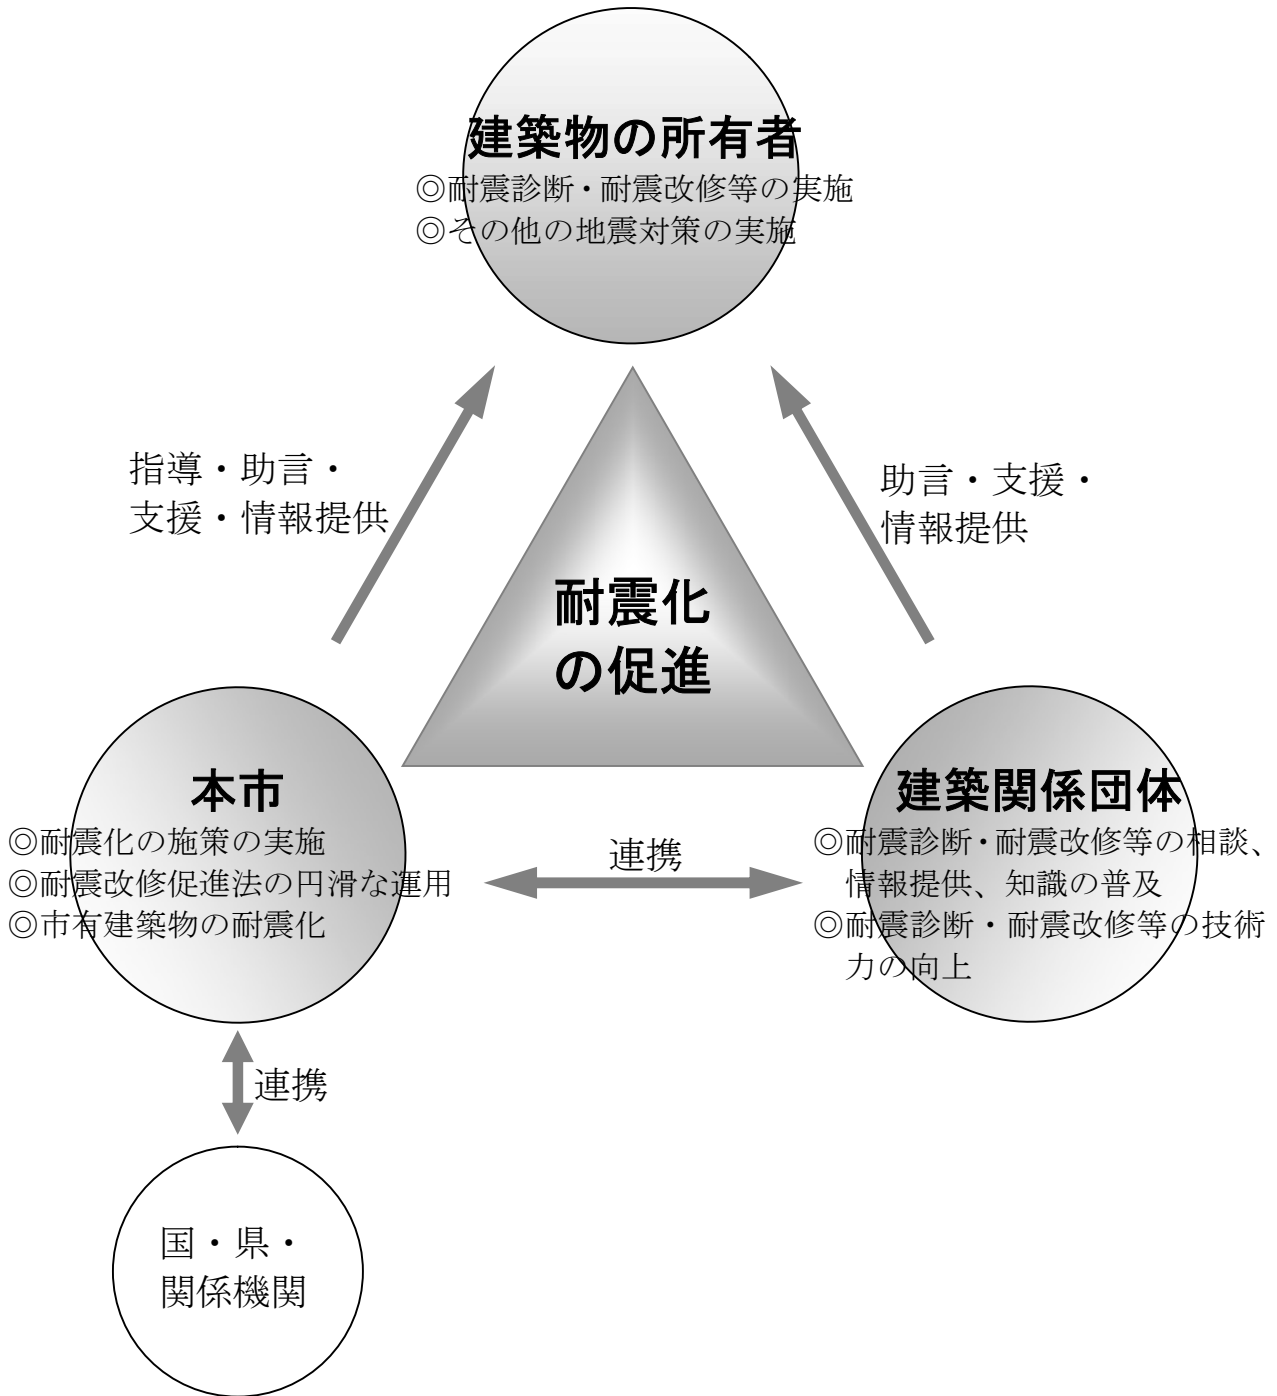 建築物の所有者
◎耐震診断・耐震改修等の実施
◎その他の地震対策の実施
指導・助言・
支援・情報提供
助言・支援・
情報提供
耐震化
の促進
本市
◎耐震化の施策の実施
◎耐震改修促進法の円滑な運用
◎市有建築物の耐震化
連携
建築関係団体
◎耐震診断・耐震改修等の相談、
情報提供、知識の普及
◎耐震診断・耐震改修等の技術
力の向上
連携
国・県・
関係機関